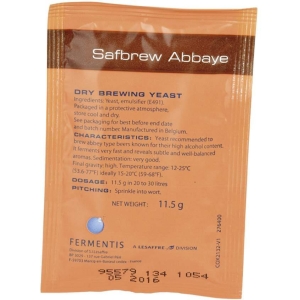 Safbrew Abbaye
DRY BREWING YEAST
Ingredients: Yeast, emulsifier (E491)
Packaged in a protective atmosphere,
store cool and dry.
See packaging for best before end date
and batch number. Manufactured in Belgium.
CHARACTERISTICS: Yeast recommended to
brew abbey type beers known for their high alcohol content.
It ferments very fast and reveals subtle and well-balanced
aromas. Sedimentation: very good.
Final gravity: high. Temperature range: 12-25°C
(53.6-77°F) ideally 15-20°C (59-68°F).
DOSAGE: 11.5 g in 20 to 30 litres
PITCHING: Sprinkle into wort.
NET WEIGHT: 11.5 g
FERMENTIS
A LESAFFRE DIVISION
95579 134 1054
05 2016